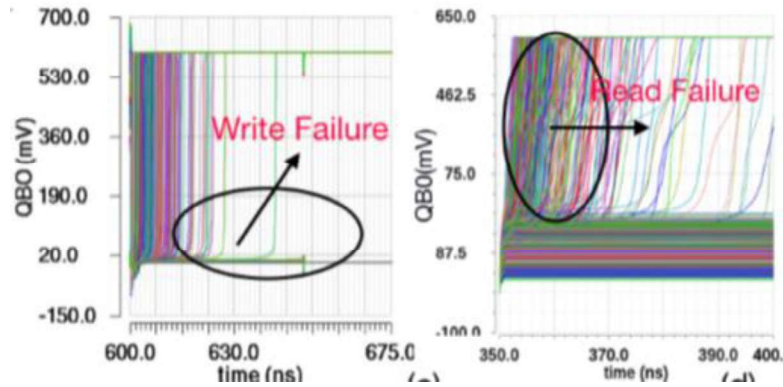 700.0
530.0
360.0
190.0
20.0
-150.0
QBO (mV)
Write Failure
600.0
630.0
675.0
time (ns)
650.0
462.5
75.0
87.5
-100.0
QB0(mV)
Read Failure
350.0
370.0
390.0
400.
time (ns)
(d)